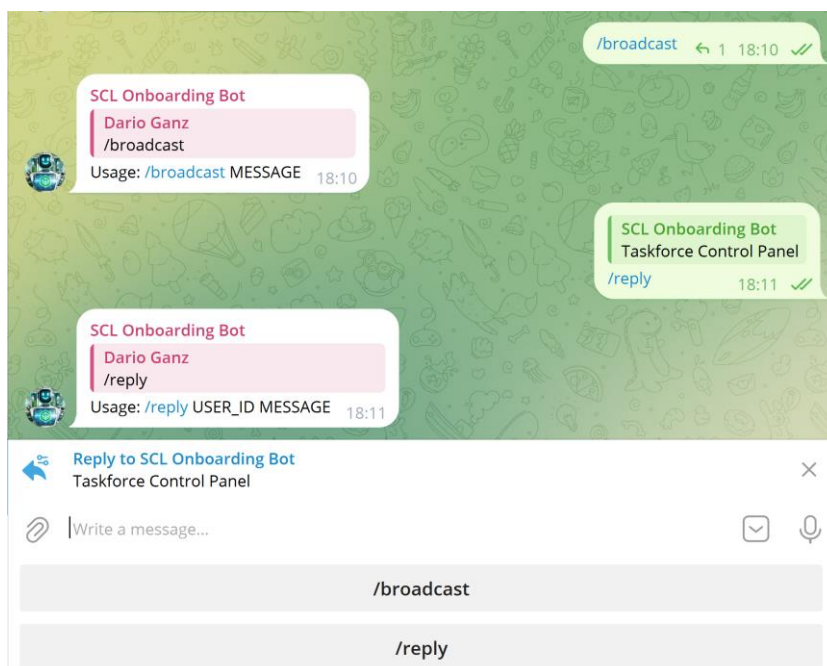 /broadcast 1 18:10
SCL Onboarding Bot
Dario Ganz
/broadcast
Usage: /broadcast MESSAGE 18:10
SCL Onboarding Bot
Taskforce Control Panel
/reply 18:11
SCL Onboarding Bot
Dario Ganz
/reply
Usage: /reply USER_ID MESSAGE 18:11
Reply to SCL Onboarding Bot
Taskforce Control Panel
Write a message...
/broadcast
/reply